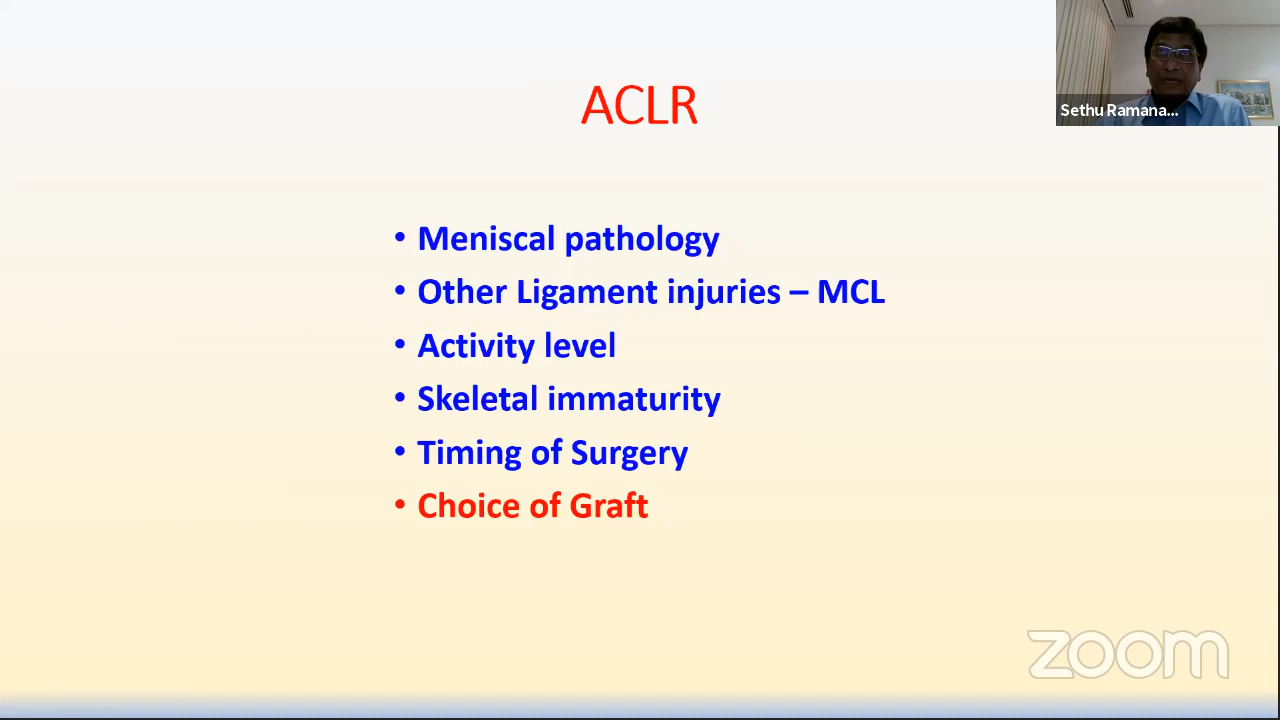 ACLR
Sethu Ramana...
• Meniscal pathology
• Other Ligament injuries – MCL
• Activity level
• Skeletal immaturity
• Timing of Surgery
• Choice of Graft
zoom